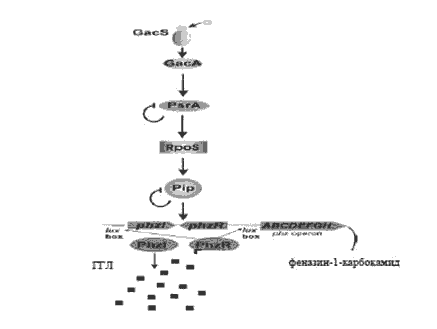 GacS
GacA
PsrA
RpoS
Pip
phzI phzR ABCDEFGH
lux box
lux box
phz operon
PhzI PhzR
ГГЛ
феназин-1-карбокамид